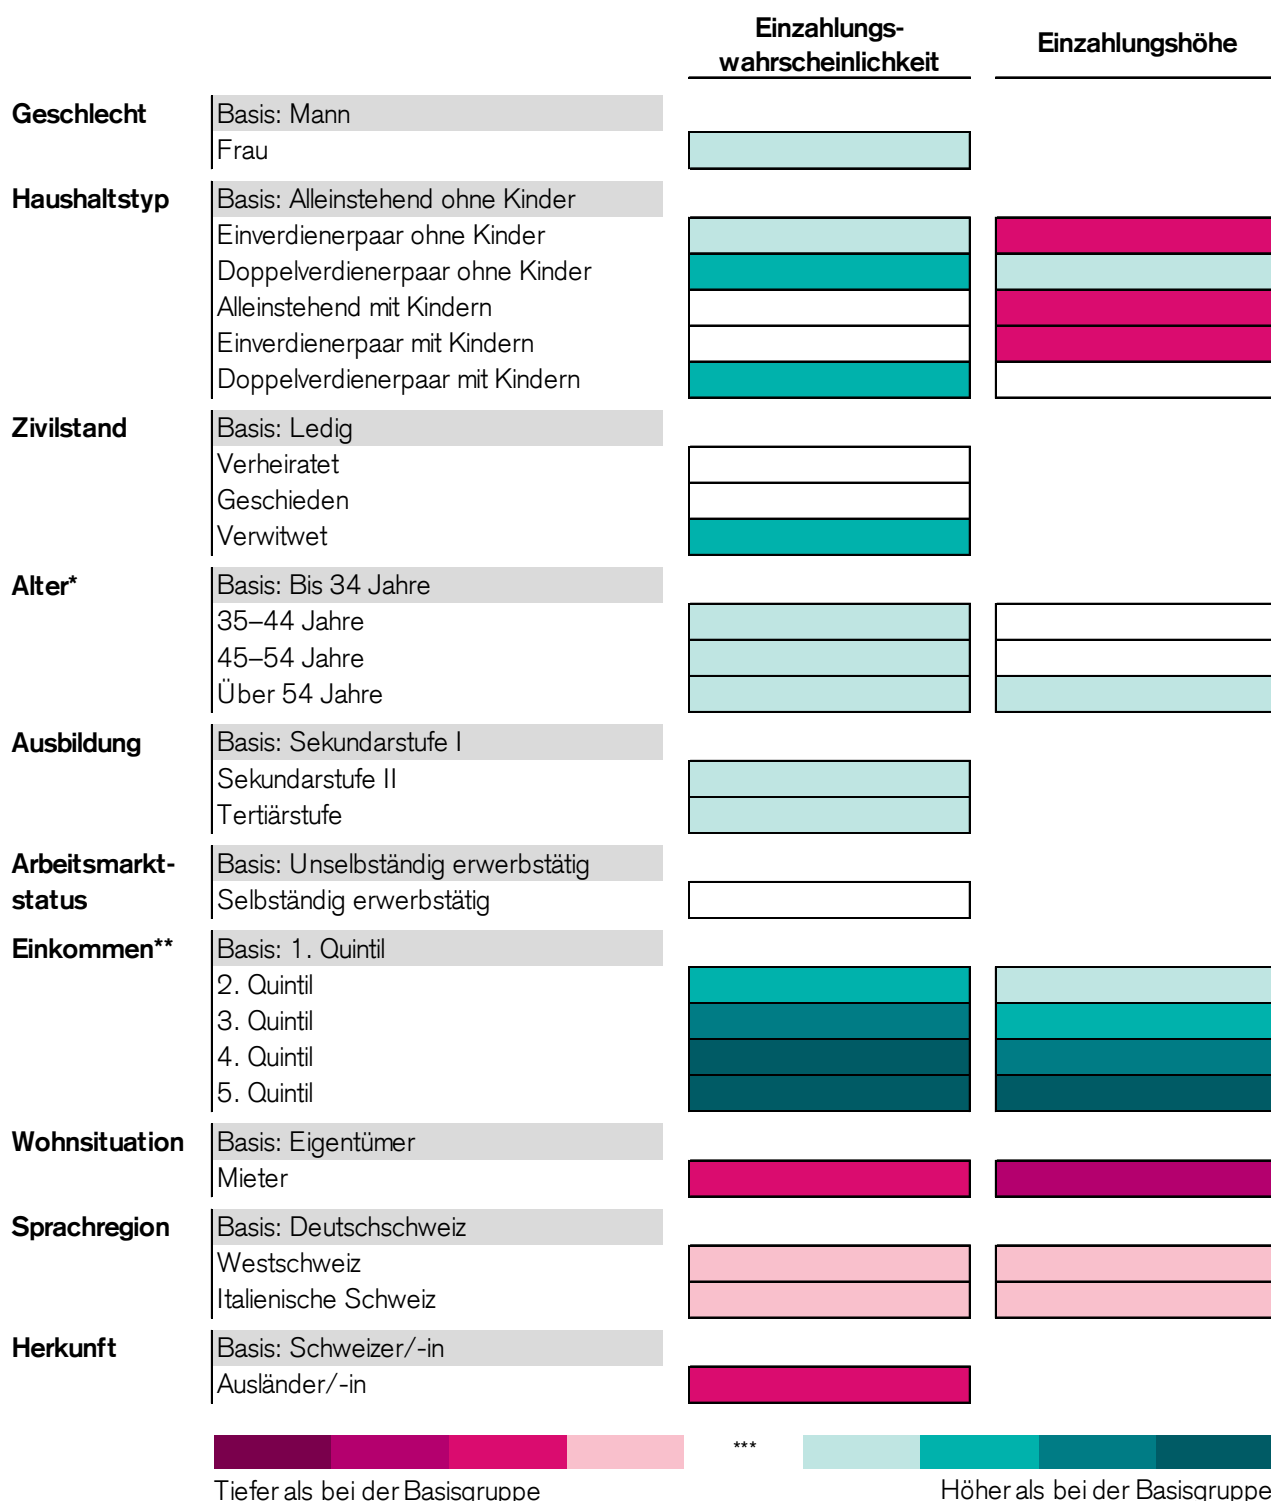 Einzahlungs-
wahrscheinlichkeit
Einzahlungshöhe
Geschlecht
Basis: Mann
Frau
Haushaltstyp
Basis: Alleinstehend ohne Kinder
Einverdienerpaar ohne Kinder
Doppelverdienerpaar ohne Kinder
Alleinstehend mit Kindern
Einverdienerpaar mit Kindern
Doppelverdienerpaar mit Kindern
Zivilstand
Basis: Ledig
Verheiratet
Geschieden
Verwitwet
Alter*
Basis: Bis 34 Jahre
35–44 Jahre
45–54 Jahre
Über 54 Jahre
Ausbildung
Basis: Sekundarstufe I
Sekundarstufe II
Tertiärstufe
Arbeitsmarkt-
status
Basis: Unselbständig erwerbstätig
Selbständig erwerbstätig
Einkommen**
Basis: 1. Quintil
2. Quintil
3. Quintil
4. Quintil
5. Quintil
Wohnsituation
Basis: Eigentümer
Mieter
Sprachregion
Basis: Deutschschweiz
Westschweiz
Italienische Schweiz
Herkunft
Basis: Schweizer/-in
Ausländer/-in
***
Tiefer als bei der Basisgruppe
Höher als bei der Basisgruppe